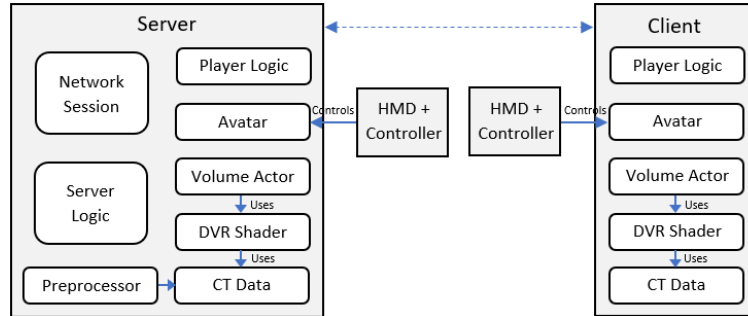 Server
Network
Session
Server
Logic
Preprocessor
Player Logic
Avatar
Volume Actor
Uses
DVR Shader
Uses
CT Data
Controls
HMD +
Controller
HMD +
Controller
Controls
Client
Player Logic
Avatar
Volume Actor
Uses
DVR Shader
Uses
CT Data